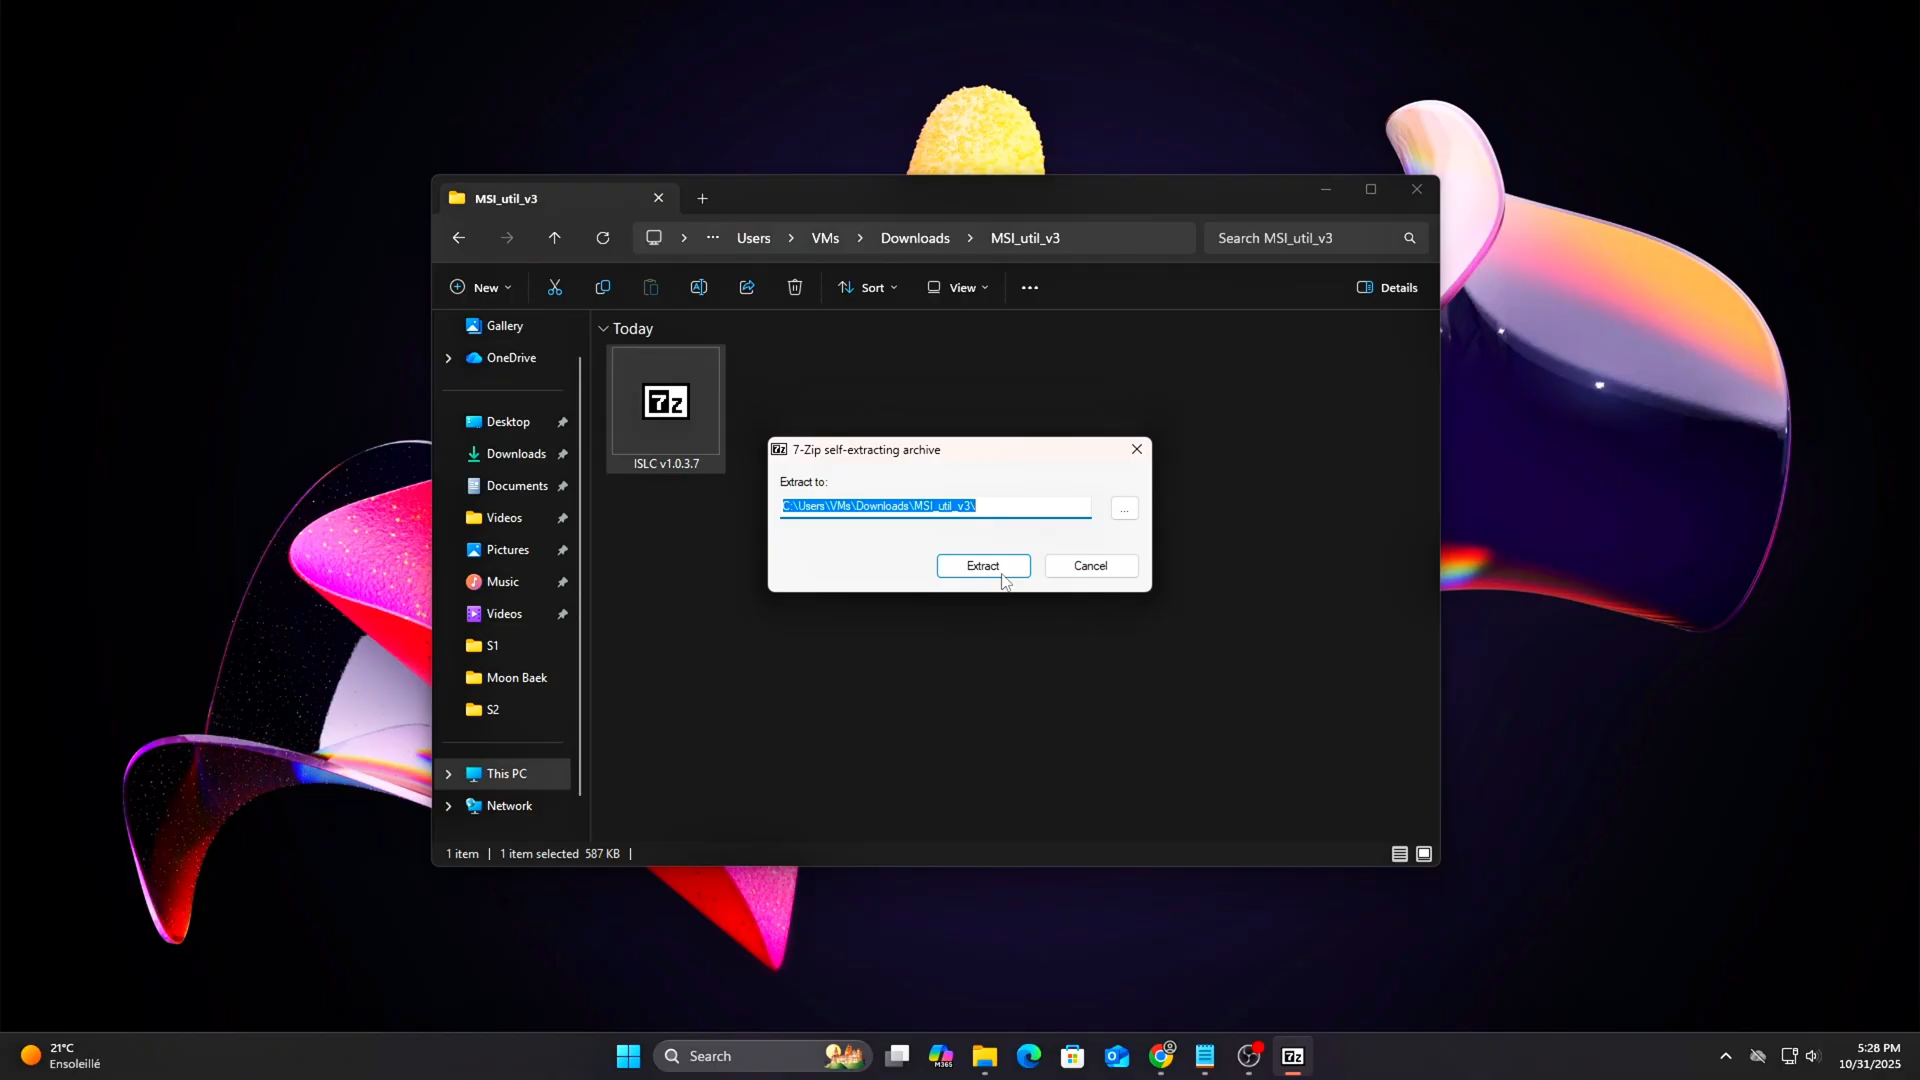 MSI_util_v3
Users
VMs
Downloads
MSI_util_v3
Search MSI_util_v3
New
Sort
View
Details
Gallery
OneDrive
Desktop
Downloads
Documents
Videos
Pictures
Music
Videos
S1
Moon Baek
S2
This PC
Network
Today
7z
ISLC v1.0.3.7
7z 7-Zip self-extracting archive
Extract to:
C:\Users\VMs\Downloads\MSI_util_v3\
...
Extract
Cancel
1 item
1 item selected 587 KB
21°C
Ensoleillé
Search
M365
7z
5:28 PM
10/31/2025